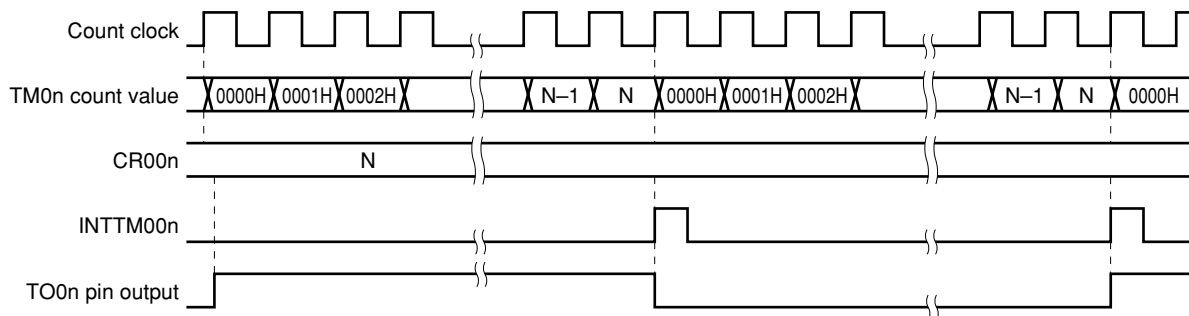 Count clock
TM0n count value 0000H 0001H 0002H N–1 N 0000H 0001H 0002H N–1 N 0000H
CR00n N
INTTM00n
TO0n pin output